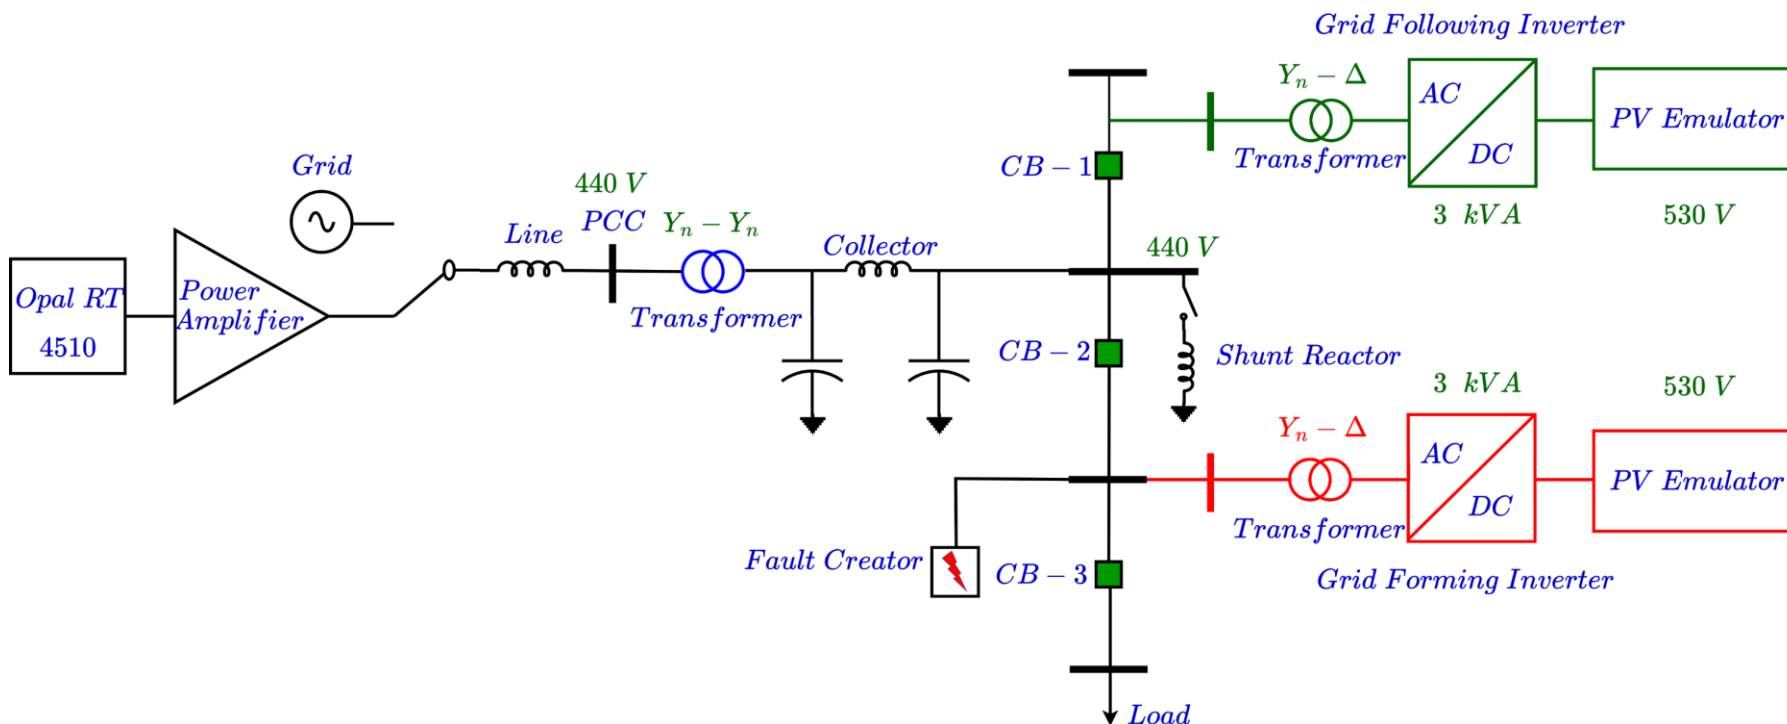 Grid Following Inverter
Yn − Δ
AC
DC
PV Emulator
Transformer
CB − 1
3 kVA
530 V
Grid
440 V
PCC
Yn − Yn
Line
Collector
440 V
Opal RT
4510
Power
Amplifier
Transformer
CB − 2
Shunt Reactor
3 kVA
530 V
Yn − Δ
AC
DC
PV Emulator
Transformer
Fault Creator
CB − 3
Grid Forming Inverter
Load